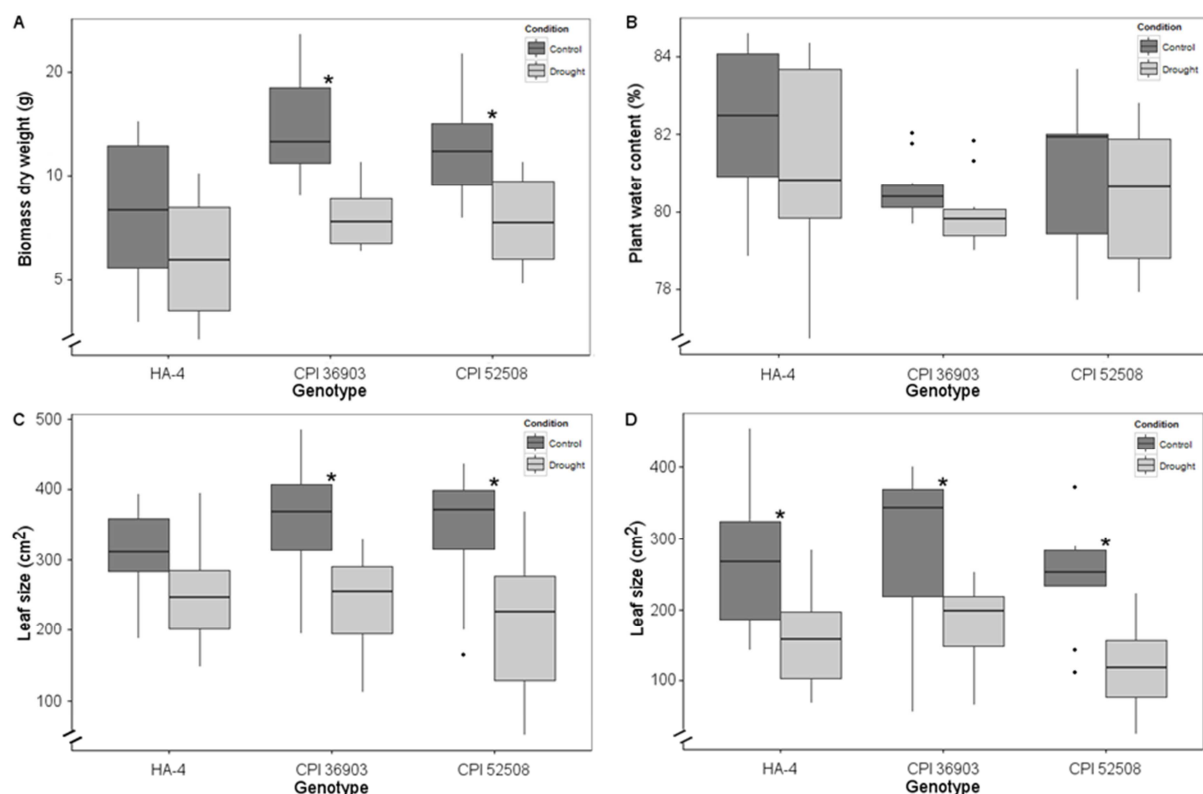 A
Condition
Control
Drought
Biomass dry weight (g)
20
10
5
*
*
HA-4
CPI 36903
CPI 52508
Genotype
B
Condition
Control
Drought
Plant water content (%)
84
82
80
78
HA-4
CPI 36903
CPI 52508
Genotype
C
Condition
Control
Drought
Leaf size (cm²)
500
400
300
200
100
*
*
HA-4
CPI 36903
CPI 52508
Genotype
D
Condition
Control
Drought
Leaf size (cm²)
400
300
200
100
*
*
*
HA-4
CPI 36903
CPI 52508
Genotype